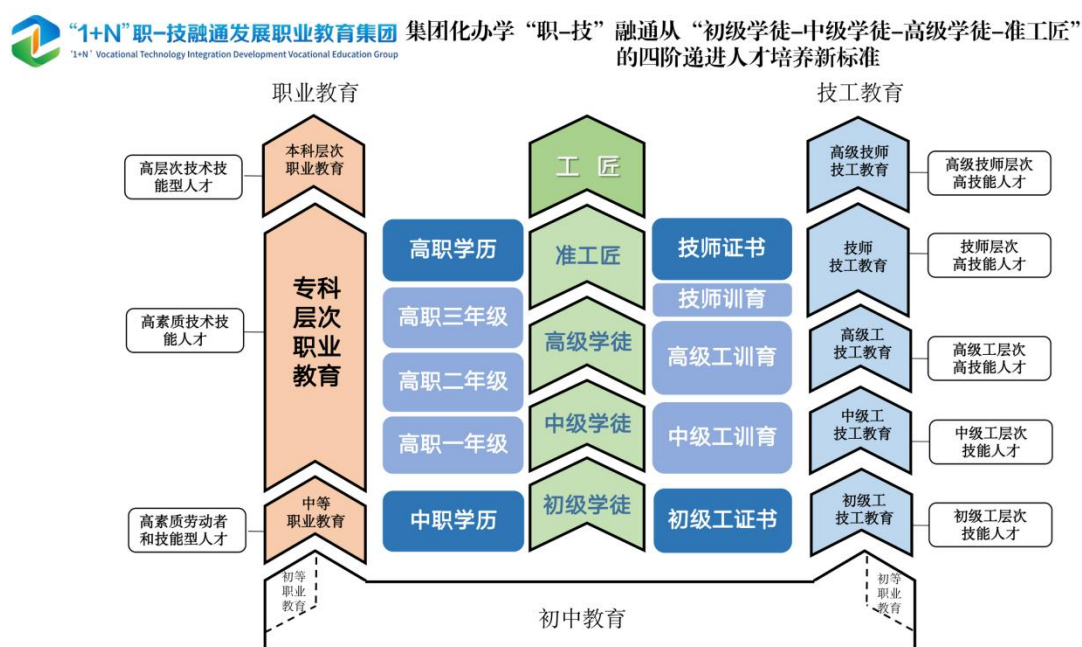 “1+N”职–技融通发展职业教育集团
‘1+N’ Vocational Technology Integration Development Vocational Education Group
集团化办学“职–技”融通从“初级学徒–中级学徒–高级学徒–准工匠”
的四阶递进人才培养新标准
职业教育
技工教育
本科层次
职业教育
高层次技术技
能型人才
工 匠
高级技师
技工教育
高级技师层次
高技能人才
专科
层次
职业
教育
高素质技术技
能人才
高职学历
准工匠
技师证书
技师
技工教育
技师层次
高技能人才
高职三年级
技师训育
高级学徒
高职二年级
高级工训育
高级工
技工教育
高级工层次
高技能人才
高职一年级
中级学徒
中级工训育
中级工
技工教育
中级工层次
技能人才
中等
职业教育
高素质劳动者
和技能型人才
中职学历
初级学徒
初级工证书
初级工
技工教育
初级工层次
技能人才
初等
职业
教育
初中教育
初等
职业
教育